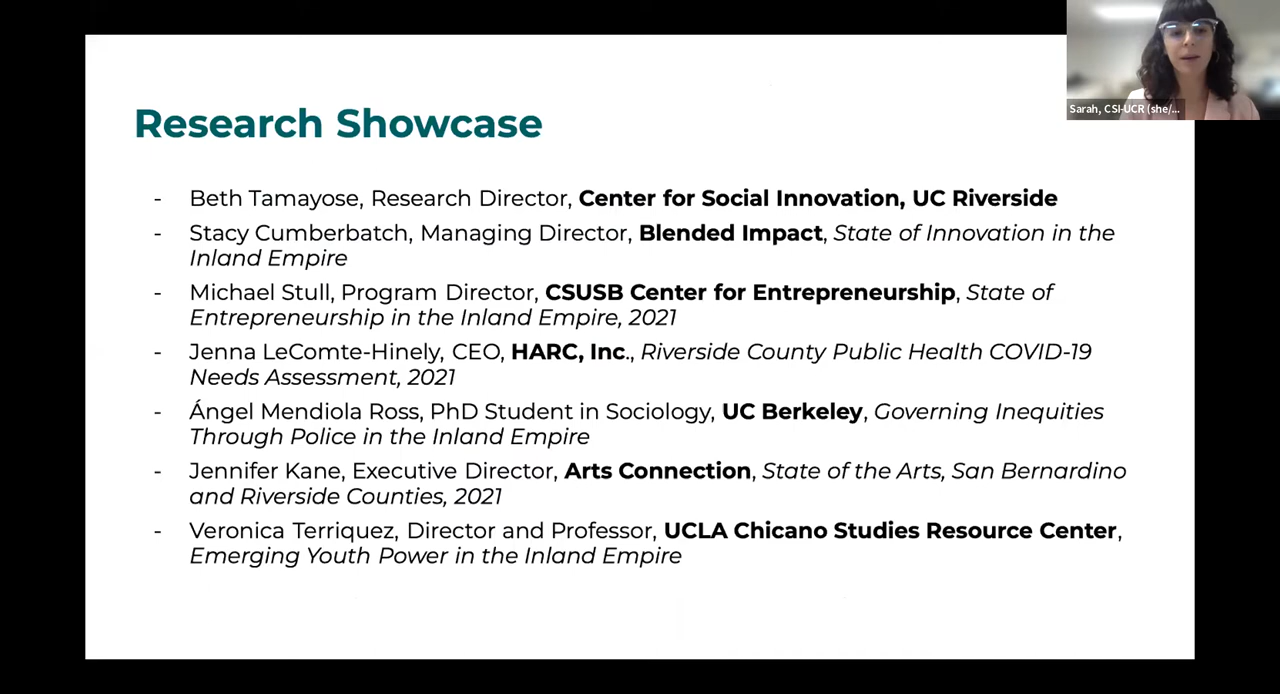 Sarah, CSI-UCR (she/...
Research Showcase
- Beth Tamayose, Research Director, Center for Social Innovation, UC Riverside
- Stacy Cumberbatch, Managing Director, Blended Impact, State of Innovation in the
Inland Empire
- Michael Stull, Program Director, CSUSB Center for Entrepreneurship, State of
Entrepreneurship in the Inland Empire, 2021
- Jenna LeComte-Hinely, CEO, HARC, Inc., Riverside County Public Health COVID-19
Needs Assessment, 2021
- Ángel Mendiola Ross, PhD Student in Sociology, UC Berkeley, Governing Inequities
Through Police in the Inland Empire
- Jennifer Kane, Executive Director, Arts Connection, State of the Arts, San Bernardino
and Riverside Counties, 2021
- Veronica Terriquez, Director and Professor, UCLA Chicano Studies Resource Center,
Emerging Youth Power in the Inland Empire